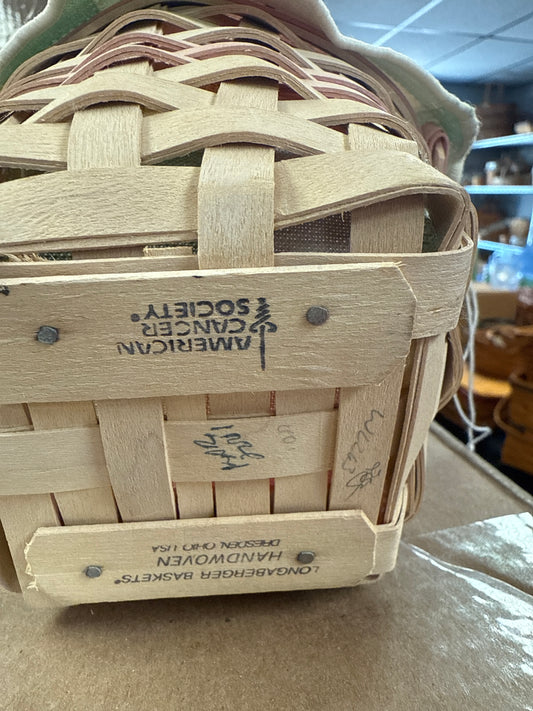 AMERICAN
CANCER
SOCIETY®
LONGABERGER BASKETS®
HANDWOVEN
DRESDEN, OHIO USA